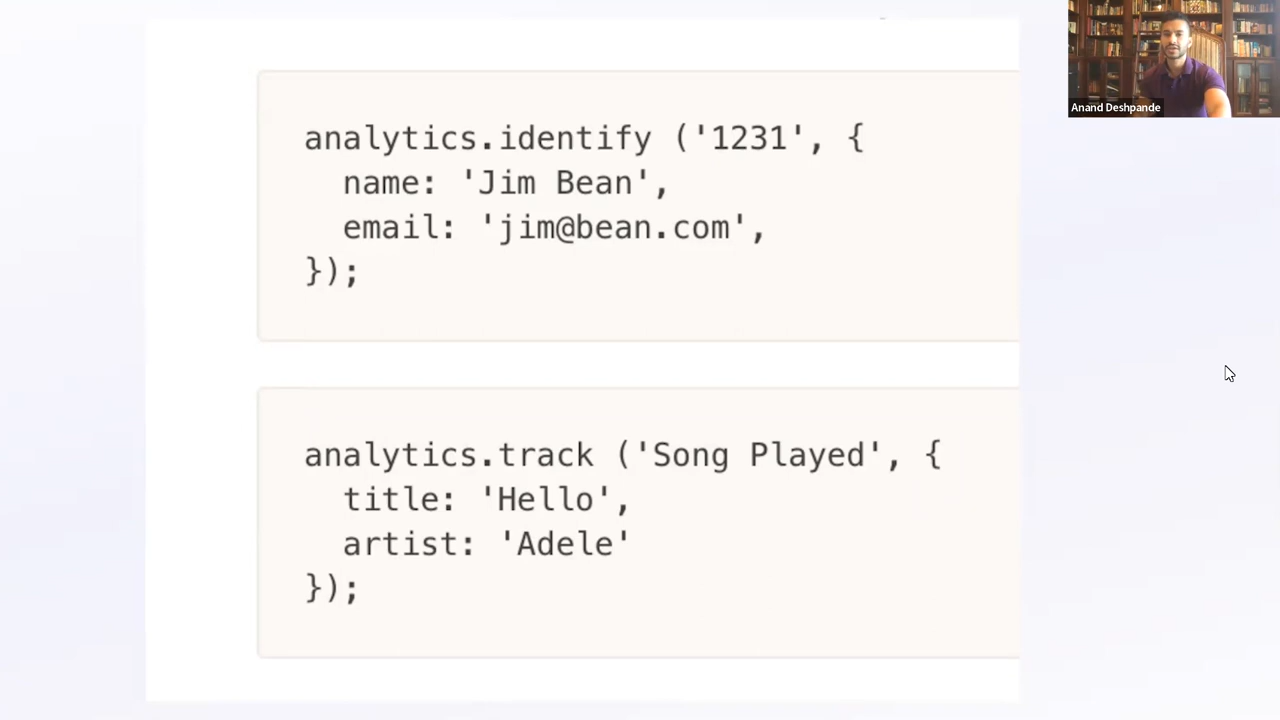 analytics.identify ('1231', {
  name: 'Jim Bean',
  email: 'jim@bean.com',
});
analytics.track ('Song Played', {
  title: 'Hello',
  artist: 'Adele'
});
Anand Deshpande